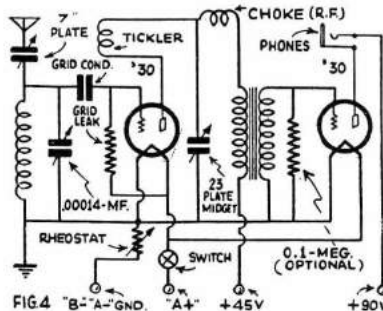 7"
PLATE
GRID COND.
TICKLER
'30
CHOKE (R.F.)
PHONES
'30
GRID
LEAK
.00014-MF.
23
PLATE
MIDGET
RHEOSTAT
SWITCH
0.1-MEG.
(OPTIONAL)
FIG.4
"B-"A-"GND.
"A+"
+45V
+90V.